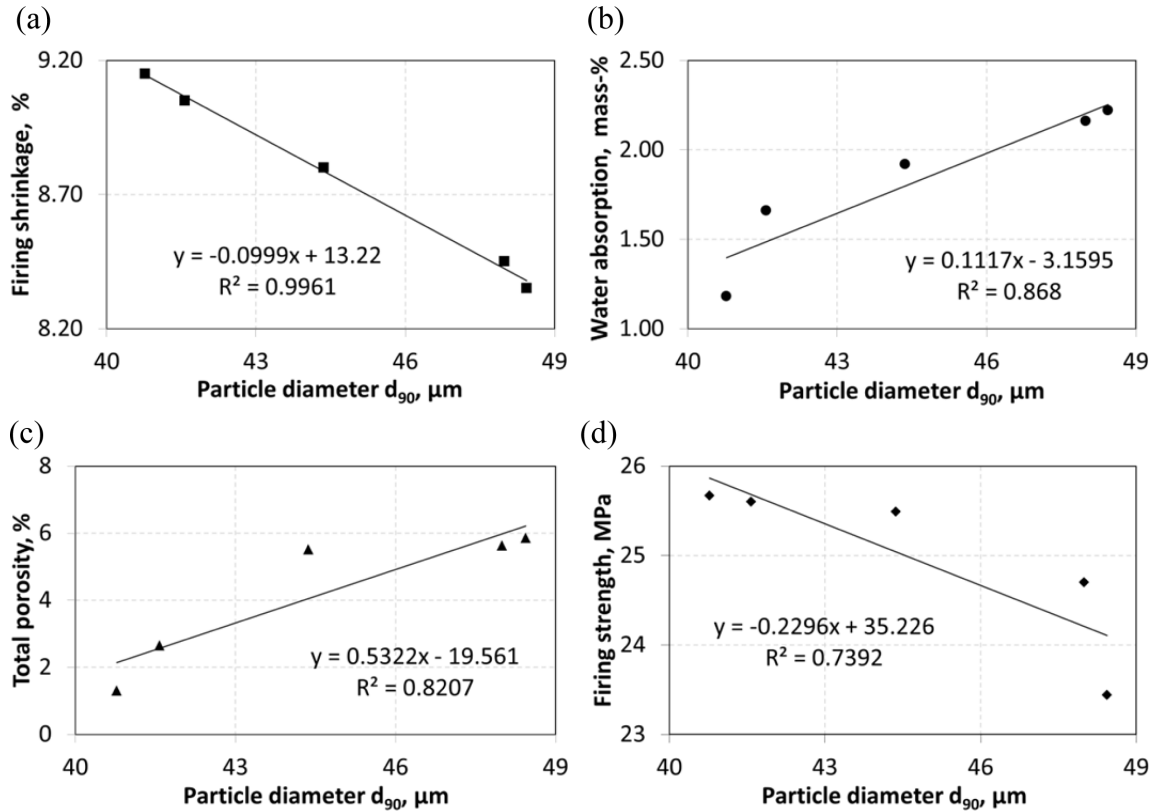 (a)
9.20
8.70
8.20
Firing shrinkage, %
y = -0.0999x + 13.22
R² = 0.9961
40 43 46 49
Particle diameter d₉₀, µm
(b)
2.50
2.00
1.50
1.00
Water absorption, mass-%
y = 0.1117x - 3.1595
R² = 0.868
40 43 46 49
Particle diameter d₉₀, µm
(c)
8
6
4
2
0
Total porosity, %
y = 0.5322x - 19.561
R² = 0.8207
40 43 46 49
Particle diameter d₉₀, µm
(d)
26
25
24
23
Firing strength, MPa
y = -0.2296x + 35.226
R² = 0.7392
40 43 46 49
Particle diameter d₉₀, µm